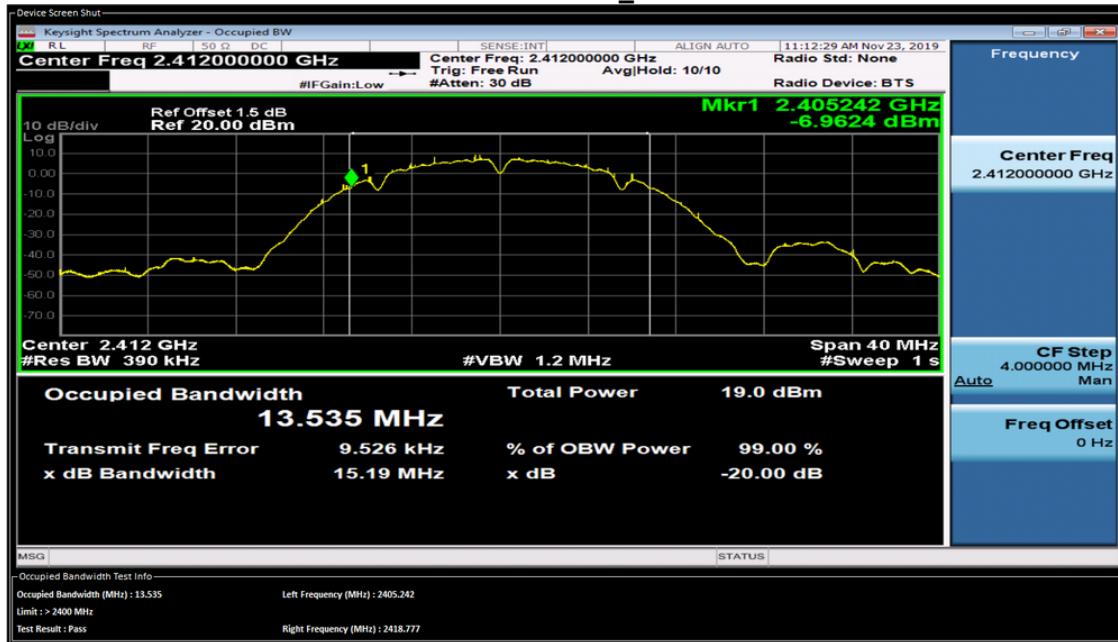 Device Screen Shut
Keysight Spectrum Analyzer - Occupied BW
LXI RL RF 50 Ω DC SENSE:INT ALIGN AUTO 11:12:29 AM Nov 23, 2019
Center Freq 2.412000000 GHz
Center Freq: 2.412000000 GHz Radio Std: None
Trig: Free Run Avg|Hold: 10/10
#IFGain:Low #Atten: 30 dB Radio Device: BTS
Frequency
Mkr1 2.405242 GHz
-6.9624 dBm
Ref Offset 1.5 dB
10 dB/div Ref 20.00 dBm
Log
10.0
0.00
-10.0
-20.0
-30.0
-40.0
-50.0
-60.0
-70.0
1
Center Freq
2.412000000 GHz
Center 2.412 GHz Span 40 MHz
#Res BW 390 kHz #VBW 1.2 MHz #Sweep 1 s
CF Step
4.000000 MHz
Auto Man
Freq Offset
0 Hz
Occupied Bandwidth Total Power 19.0 dBm
13.535 MHz
Transmit Freq Error 9.526 kHz % of OBW Power 99.00 %
x dB Bandwidth 15.19 MHz x dB -20.00 dB
MSG STATUS
Occupied Bandwidth Test Info
Occupied Bandwidth (MHz) : 13.535 Left Frequency (MHz) : 2405.242
Limit : > 2400 MHz
Test Result : Pass Right Frequency (MHz) : 2418.777